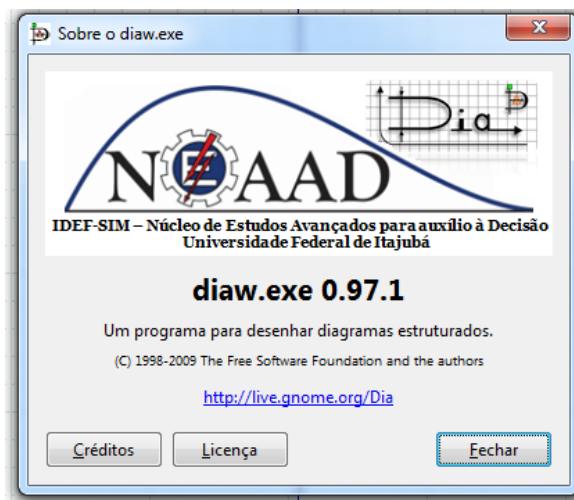 Sobre o diaw.exe
Dia
NEAAD
IDEF-SIM – Núcleo de Estudos Avançados para auxílio à Decisão
Universidade Federal de Itajubá
diaw.exe 0.97.1
Um programa para desenhar diagramas estruturados.
(C) 1998-2009 The Free Software Foundation and the authors
http://live.gnome.org/Dia
Créditos
Licença
Fechar